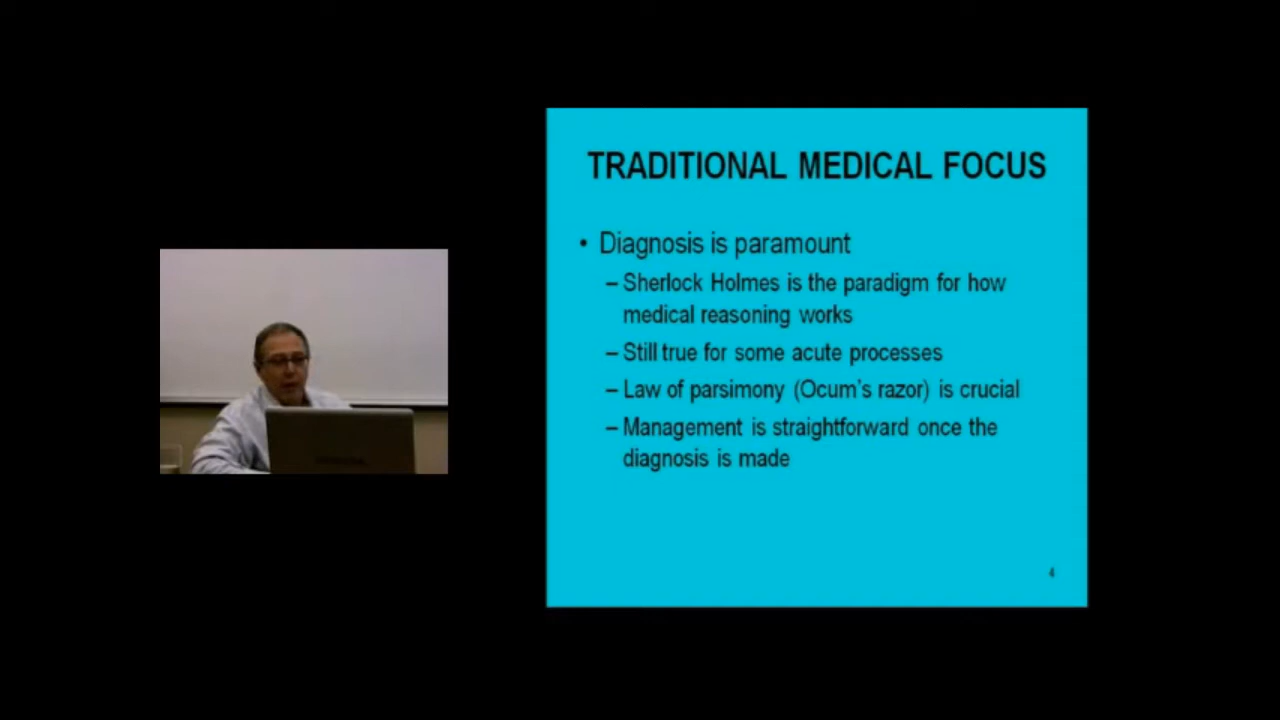 TRADITIONAL MEDICAL FOCUS
• Diagnosis is paramount
– Sherlock Holmes is the paradigm for how
medical reasoning works
– Still true for some acute processes
– Law of parsimony (Ocum's razor) is crucial
– Management is straightforward once the
diagnosis is made
4